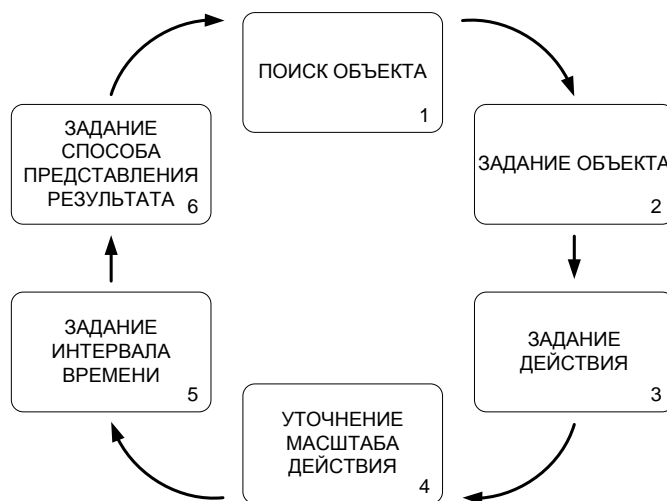 ПОИСК ОБЪЕКТА
1
ЗАДАНИЕ ОБЪЕКТА
2
ЗАДАНИЕ
ДЕЙСТВИЯ
3
УТОЧНЕНИЕ
МАСШТАБА
ДЕЙСТВИЯ
4
ЗАДАНИЕ
ИНТЕРВАЛА
ВРЕМЕНИ
5
ЗАДАНИЕ
СПОСОБА
ПРЕДСТАВЛЕНИЯ
РЕЗУЛЬТАТА
6